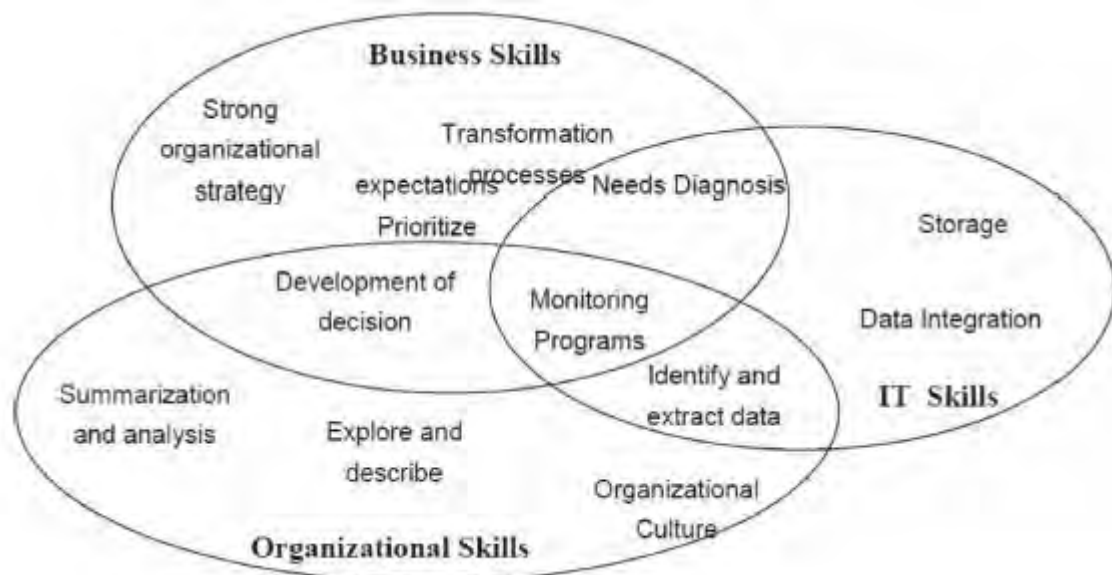 Business Skills
Strong
organizational
strategy
Transformation
processes
expectations
Prioritize
Needs Diagnosis
Storage
Development of
decision
Monitoring
Programs
Data Integration
Identify and
extract data
IT Skills
Summarization
and analysis
Explore and
describe
Organizational
Culture
Organizational Skills